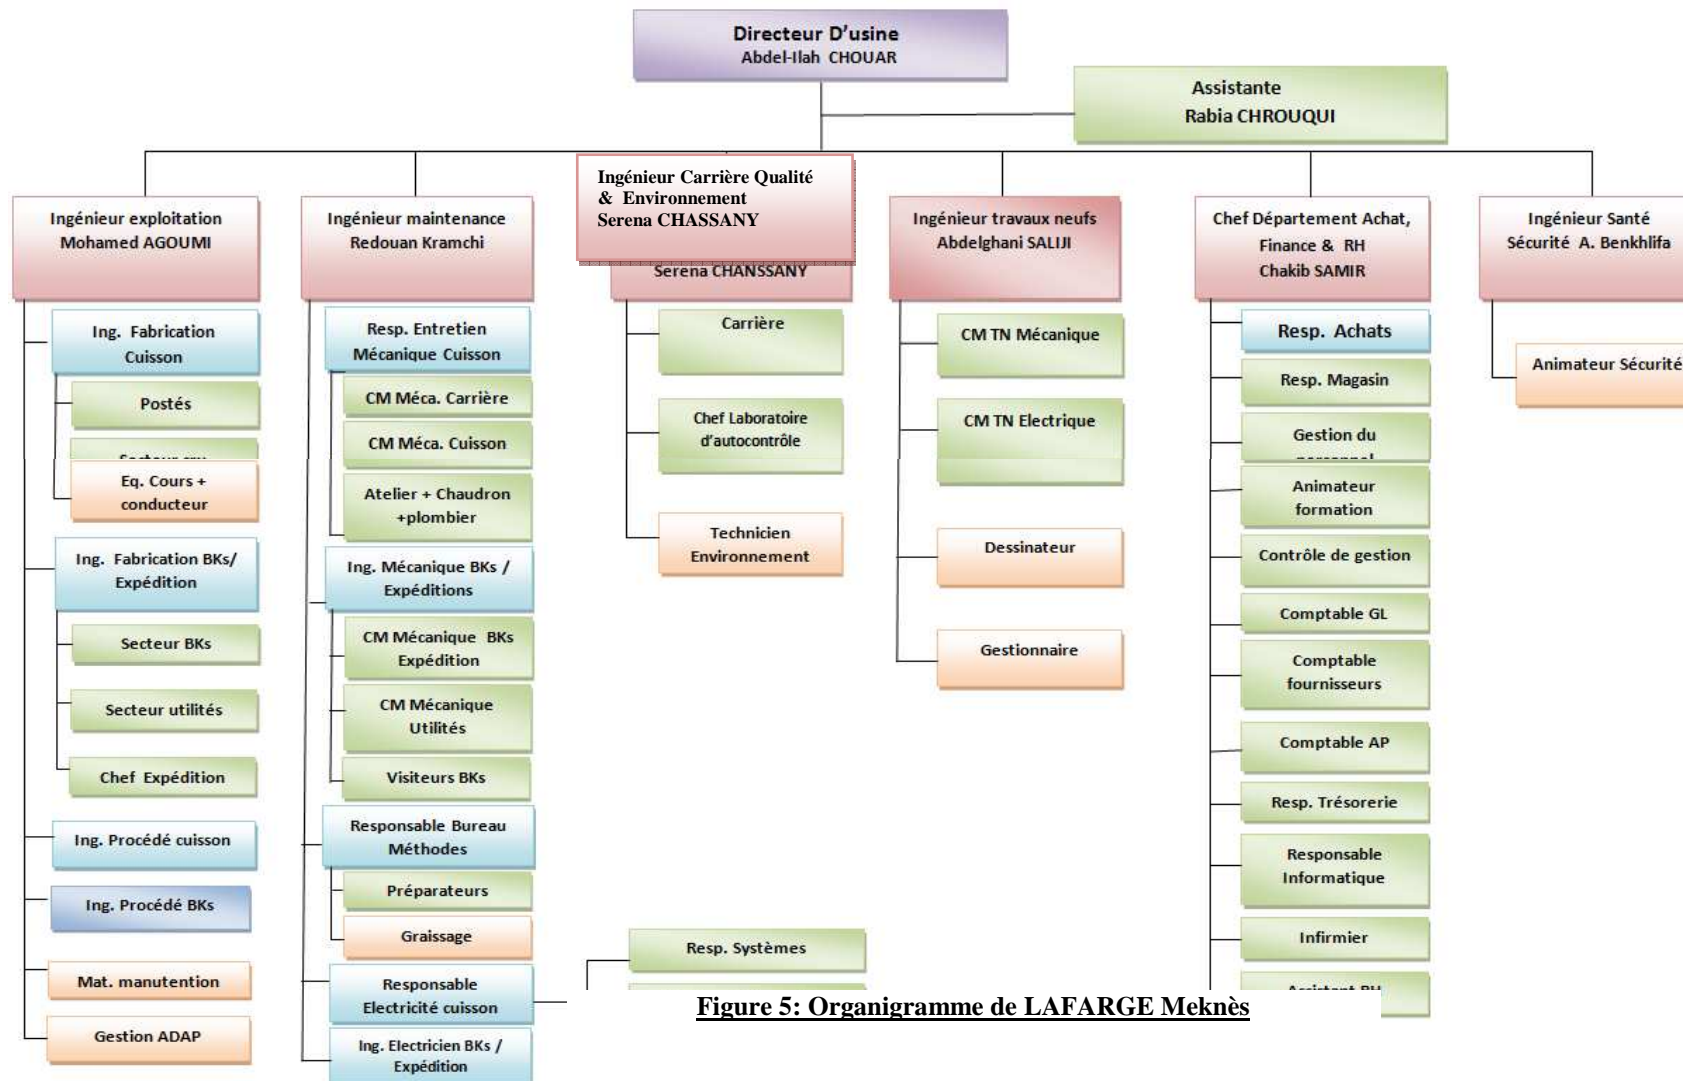 Directeur D'usine
Abdel-Ilah CHOUAR
Assistante
Rabia CHROUQUI
Ingénieur exploitation
Mohamed AGOUMI
Ing. Fabrication
Cuisson
Postés
Eq. Cours +
conducteur
Ing. Fabrication BKs/
Expédition
Secteur BKs
Secteur utilités
Chef Expédition
Ing. Procédé cuisson
Ing. Procédé BKs
Mat. manutention
Gestion ADAP
Ingénieur maintenance
Redouan Kramchi
Resp. Entretien
Mécanique Cuisson
CM Méca. Carrière
CM Méca. Cuisson
Atelier + Chaudron
+plombier
Ing. Mécanique BKs /
Expéditions
CM Mécanique BKs
Expédition
CM Mécanique
Utilités
Visiteurs BKs
Responsable Bureau
Méthodes
Préparateurs
Graissage
Responsable
Electricité cuisson
Resp. Systèmes
Ing. Electricien BKs /
Expédition
Ingénieur Carrière Qualité
& Environnement
Serena CHASSANY
Serena CHANSSANY
Carrière
Chef Laboratoire
d'autocontrôle
Technicien
Environnement
Ingénieur travaux neufs
Abdelghani SALIJI
CM TN Mécanique
CM TN Electrique
Dessinateur
Gestionnaire
Chef Département Achat,
Finance & RH
Chakib SAMIR
Resp. Achats
Resp. Magasin
Gestion du
personnel
Animateur
formation
Contrôle de gestion
Comptable GL
Comptable
fournisseurs
Comptable AP
Resp. Trésorerie
Responsable
Informatique
Infirmier
Assistant RH
Ingénieur Santé
Sécurité A. Benkhlifa
Animateur Sécurité
Figure 5: Organigramme de LAFARGE Meknès